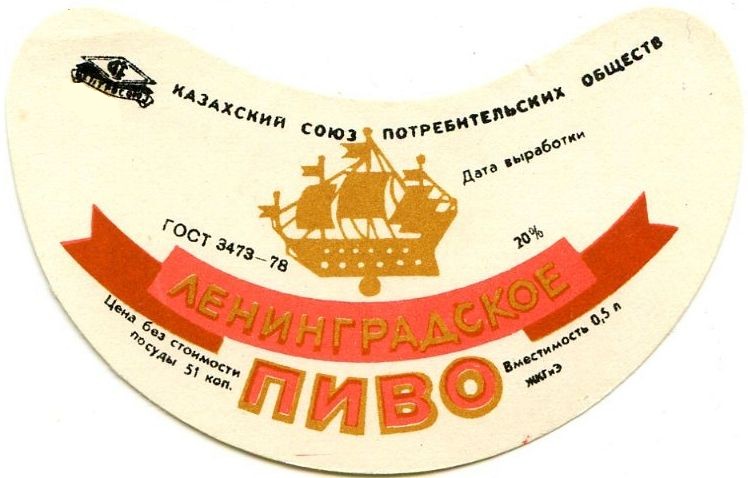 КАЗАХСКИЙ СОЮЗ ПОТРЕБИТЕЛЬСКИХ ОБЩЕСТВ
Дата выработки
ГОСТ 3473—78
20%
ЛЕНИНГРАДСКОЕ
ПИВО
Цена без стоимости
посуды 51 коп.
Вместимость 0,5 л
ЖКГиЭ